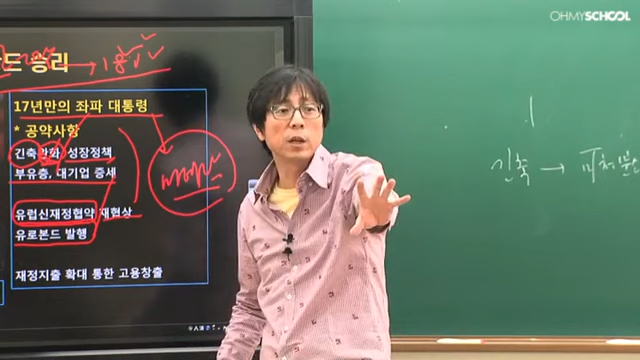 OHMYSCHOOL
드 승리
17년만의 좌파 대통령
* 공약사항
긴축완화 성장정책
부유층, 대기업 증세
유럽신재정협약 재협상
유로본드 발행
재정지출 확대 통한 고용창출
긴축 →